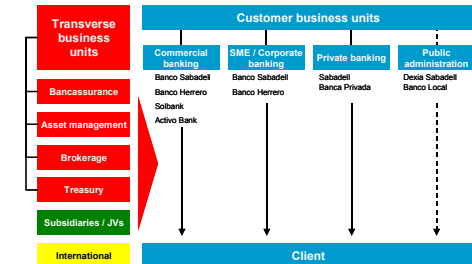 Transverse
business
units
Bancassurance
Asset management
Brokerage
Treasury
Subsidiaries / JVs
International
Customer business units
Commercial
banking
Banco Sabadell
Banco Herrero
Solbank
Activo Bank
SME / Corporate
banking
Banco Sabadell
Banco Herrero
Private banking
Sabadell
Banca Privada
Public
administration
Dexia Sabadell
Banco Local
Client